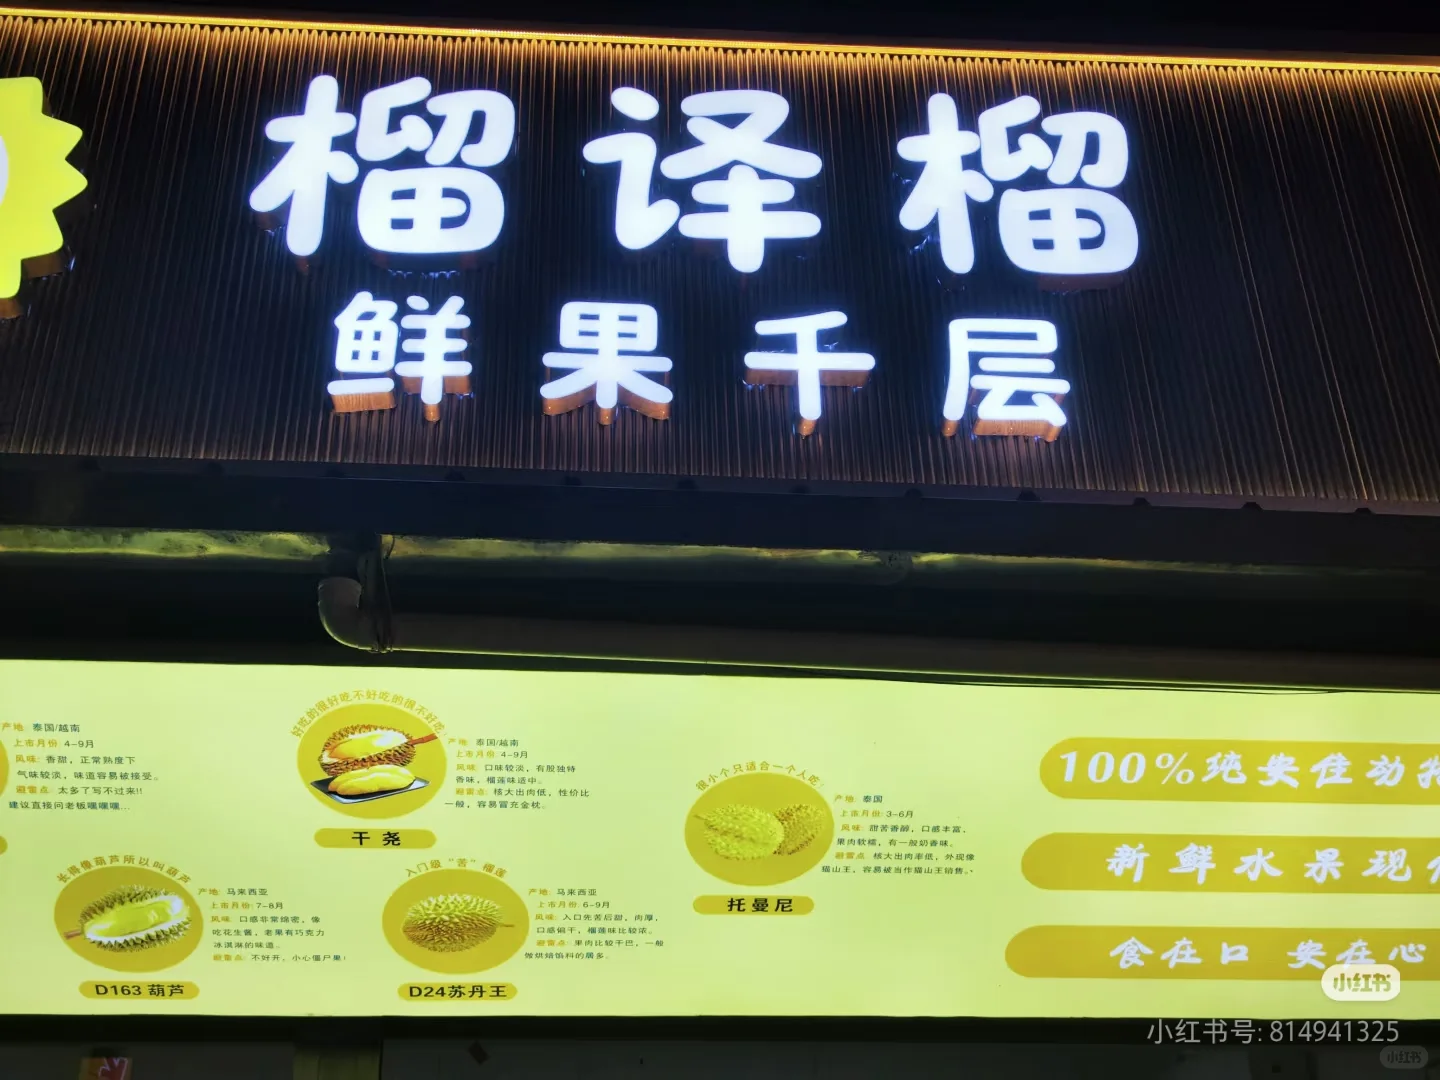 榴译榴
鲜果千层
产地: 泰国/越南
上市月份: 4-9月
风味: 香甜，正常熟度下
气味较淡，味道容易被接受。
避雷点: 太多了写不过来!!
建议直接问老板嘿嘿嘿...
好吃的很好吃不好吃的很不好吃
产地: 泰国/越南
上市月份: 4-9月
风味: 口味较淡，有股独特
香味，榴莲味适中。
避雷点: 核大出肉低，性价比
一般，容易冒充金枕。
干尧
很小个只适合一个人吃
产地: 泰国
上市月份: 3-6月
风味: 甜苦香醇，口感丰富，
果肉软糯，有一股奶香味。
避雷点: 核大出肉率低，外观像
猫山王，容易被当作猫山王销售。
托曼尼
长得像葫芦所以叫葫芦
产地: 马来西亚
上市月份: 7-8月
风味: 口感非常绵密，像
吃花生酱，老果有巧克力
冰淇淋的味道。
避雷点: 不好开，小心僵尸果!
D163 葫芦
入门级“苦”榴莲
产地: 马来西亚
上市月份: 6-9月
风味: 入口先苦后甜，肉厚，
口感偏干，榴莲味比较浓。
避雷点: 果肉比较干巴，一般
做烘焙馅料的居多。
D24苏丹王
100%纯安佳动
新鲜水果现
食在口 安在心
小红书
小红书号: 814941325
小红书